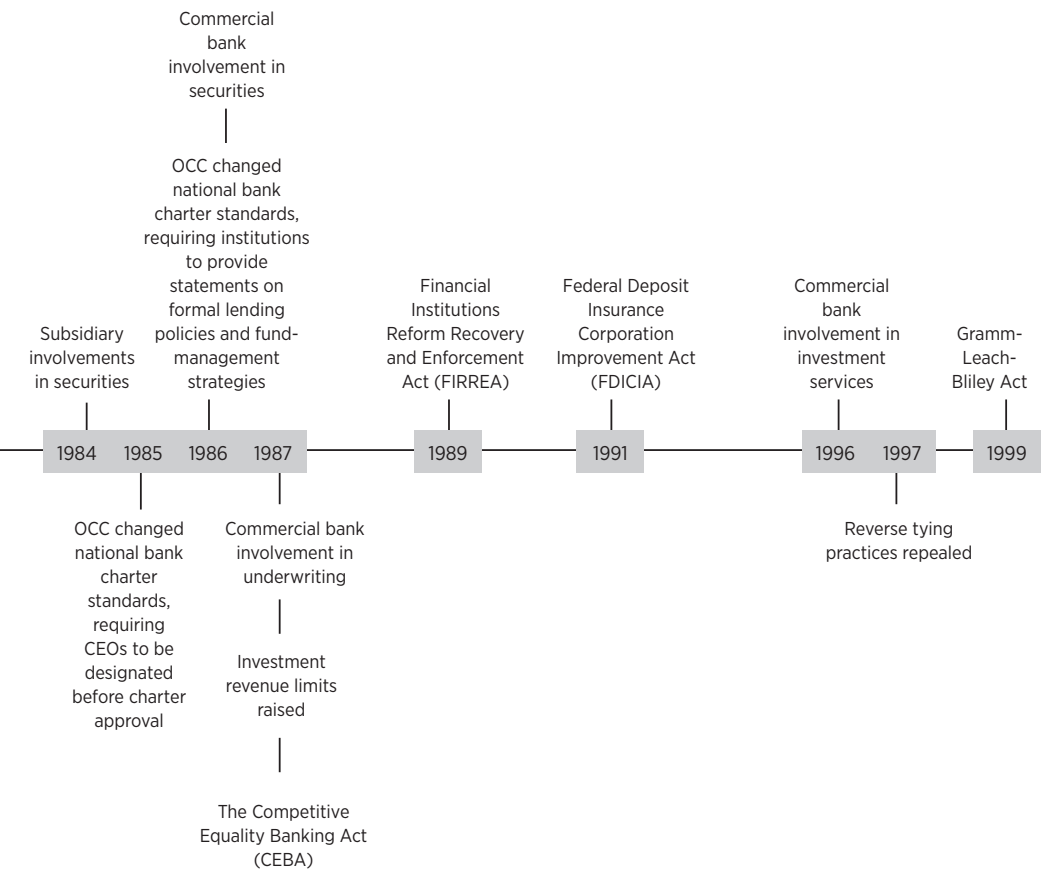 Commercial
bank
involvement in
securities
OCC changed
national bank
charter standards,
requiring institutions
to provide
statements on
formal lending
policies and fund-
management
strategies
Subsidiary
involvements
in securities
Financial
Institutions
Reform Recovery
and Enforcement
Act (FIRREA)
Federal Deposit
Insurance
Corporation
Improvement Act
(FDICIA)
Commercial
bank
involvement in
investment
services
Gramm-
Leach-
Bliley Act
1984 1985 1986 1987 1989 1991 1996 1997 1999
OCC changed
national bank
charter
standards,
requiring
CEOs to be
designated
before charter
approval
Commercial bank
involvement in
underwriting
Investment
revenue limits
raised
The Competitive
Equality Banking Act
(CEBA)
Reverse tying
practices repealed